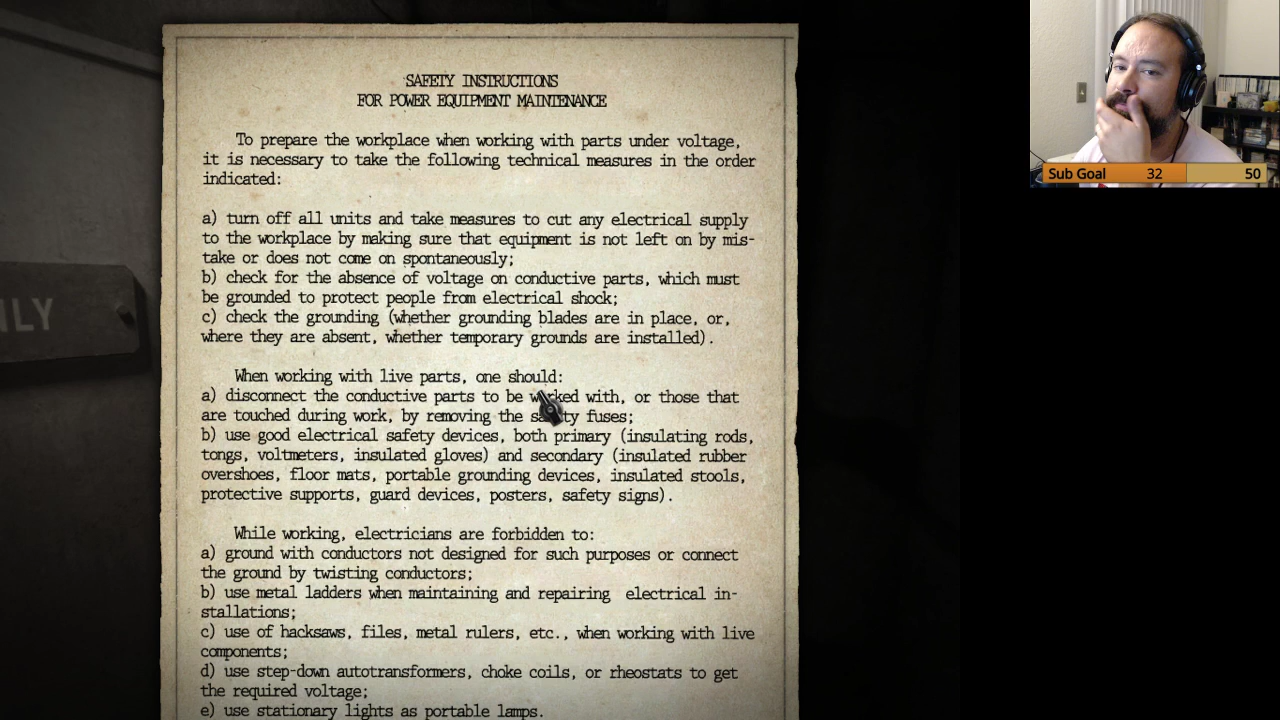 SAFETY INSTRUCTIONS
FOR POWER EQUIPMENT MAINTENANCE
To prepare the workplace when working with parts under voltage,
it is necessary to take the following technical measures in the order
indicated:
a) turn off all units and take measures to cut any electrical supply
to the workplace by making sure that equipment is not left on by mis-
take or does not come on spontaneously;
b) check for the absence of voltage on conductive parts, which must
be grounded to protect people from electrical shock;
c) check the grounding (whether grounding blades are in place, or,
where they are absent, whether temporary grounds are installed).
When working with live parts, one should:
a) disconnect the conductive parts to be worked with, or those that
are touched during work, by removing the safety fuses;
b) use good electrical safety devices, both primary (insulating rods,
tongs, voltmeters, insulated gloves) and secondary (insulated rubber
overshoes, floor mats, portable grounding devices, insulated stools,
protective supports, guard devices, posters, safety signs).
While working, electricians are forbidden to:
a) ground with conductors not designed for such purposes or connect
the ground by twisting conductors;
b) use metal ladders when maintaining and repairing electrical in-
stallations;
c) use of hacksaws, files, metal rulers, etc., when working with live
components;
d) use step-down autotransformers, choke coils, or rheostats to get
the required voltage;
e) use stationary lights as portable lamps.
NLY
Sub Goal 32 50